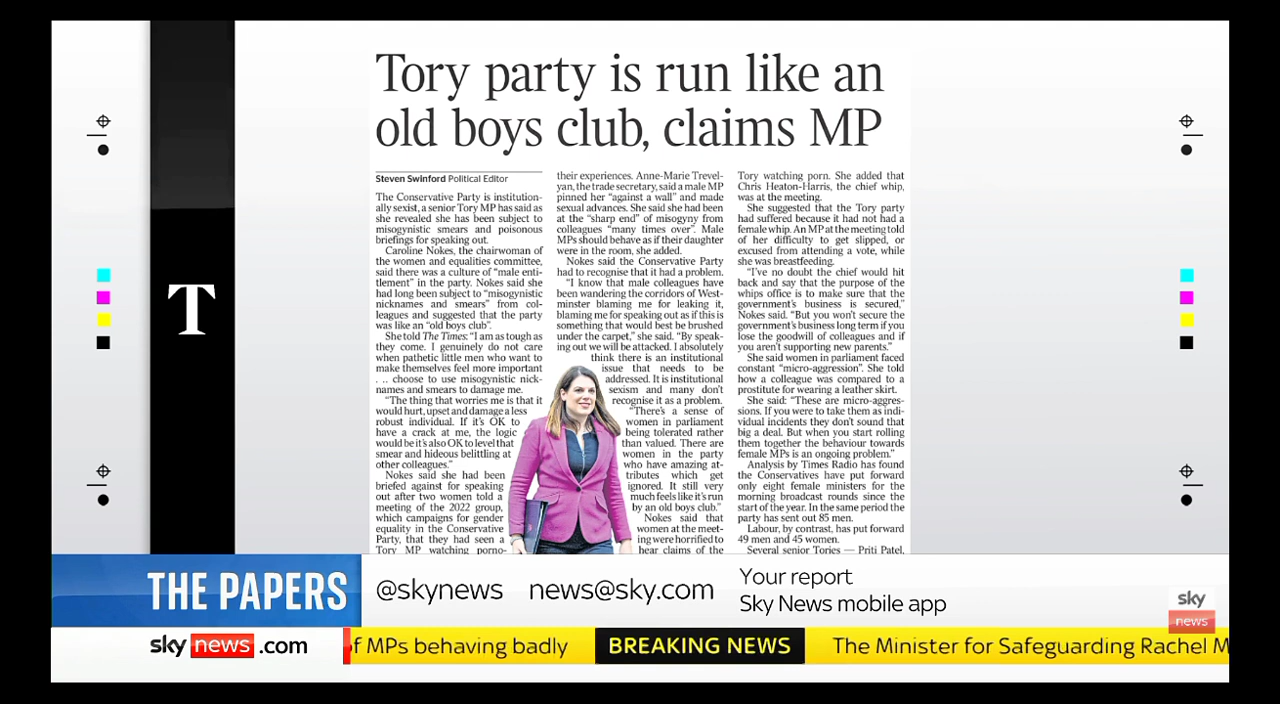 Tory party is run like an
old boys club, claims MP
Steven Swinford Political Editor
The Conservative Party is institution-
ally sexist, a senior Tory MP has said as
she revealed she has been subject to
misogynistic smears and poisonous
briefings for speaking out.
Caroline Nokes, the chairwoman of
the women and equalities committee,
said there was a culture of “male enti-
tlement” in the party. Nokes said she
had long been subject to “misogynistic
nicknames and smears” from col-
leagues and suggested that the party
was like an “old boys club”.
She told The Times: “I am as tough as
they come. I genuinely do not care
when pathetic little men who want to
make themselves feel more important
. .. choose to use misogynistic nick-
names and smears to damage me.
“The thing that worries me is that it
would hurt, upset and damage a less
robust individual. If it’s OK to
have a crack at me, the logic
would be it’s also OK to level that
smear and hideous belittling at
other colleagues.”
Nokes said she had been
briefed against for speaking
out after two women told a
meeting of the 2022 group,
which campaigns for gender
equality in the Conservative
Party, that they had seen a
Tory MP watching porno-
their experiences. Anne-Marie Trevel-
yan, the trade secretary, said a male MP
pinned her “against a wall” and made
sexual advances. She said she had been
at the “sharp end” of misogyny from
colleagues “many times over”. Male
MPs should behave as if their daughter
were in the room, she added.
Nokes said the Conservative Party
had to recognise that it had a problem.
“I know that male colleagues have
been wandering the corridors of West-
minster blaming me for leaking it,
blaming me for speaking out as if this is
something that would best be brushed
under the carpet,” she said. “By speak-
ing out we will be attacked. I absolutely
think there is an institutional
issue that needs to be
addressed. It is institutional
sexism and many don’t
recognise it as a problem.
“There’s a sense of
women in parliament
being tolerated rather
than valued. There are
women in the party
who have amazing at-
tributes which get
ignored. It still very
much feels like it’s run
by an old boys club.”
Nokes said that
women at the meet-
ing were horrified to
hear claims of the
Tory watching porn. She added that
Chris Heaton-Harris, the chief whip,
was at the meeting.
She suggested that the Tory party
had suffered because it had not had a
female whip. An MP at the meeting told
of her difficulty to get slipped, or
excused from attending a vote, while
she was breastfeeding.
“I’ve no doubt the chief would hit
back and say that the purpose of the
whips office is to make sure that the
government’s business is secured,”
Nokes said. “But you won’t secure the
government’s business long term if you
lose the goodwill of colleagues and if
you aren’t supporting new parents.”
She said women in parliament faced
constant “micro-aggression”. She told
how a colleague was compared to a
prostitute for wearing a leather skirt.
She said: “These are micro-aggres-
sions. If you were to take them as indi-
vidual incidents they don’t sound that
big a deal. But when you start rolling
them together the behaviour towards
female MPs is an ongoing problem.”
Analysis by Times Radio has found
the Conservatives have put forward
only eight female ministers for the
morning broadcast rounds since the
start of the year. In the same period the
party has sent out 85 men.
Labour, by contrast, has put forward
49 men and 45 women.
Several senior Tories — Priti Patel,
T
THE PAPERS
@skynews news@sky.com
Your report
Sky News mobile app
sky
news
sky news .com
of MPs behaving badly BREAKING NEWS The Minister for Safeguarding Rachel M